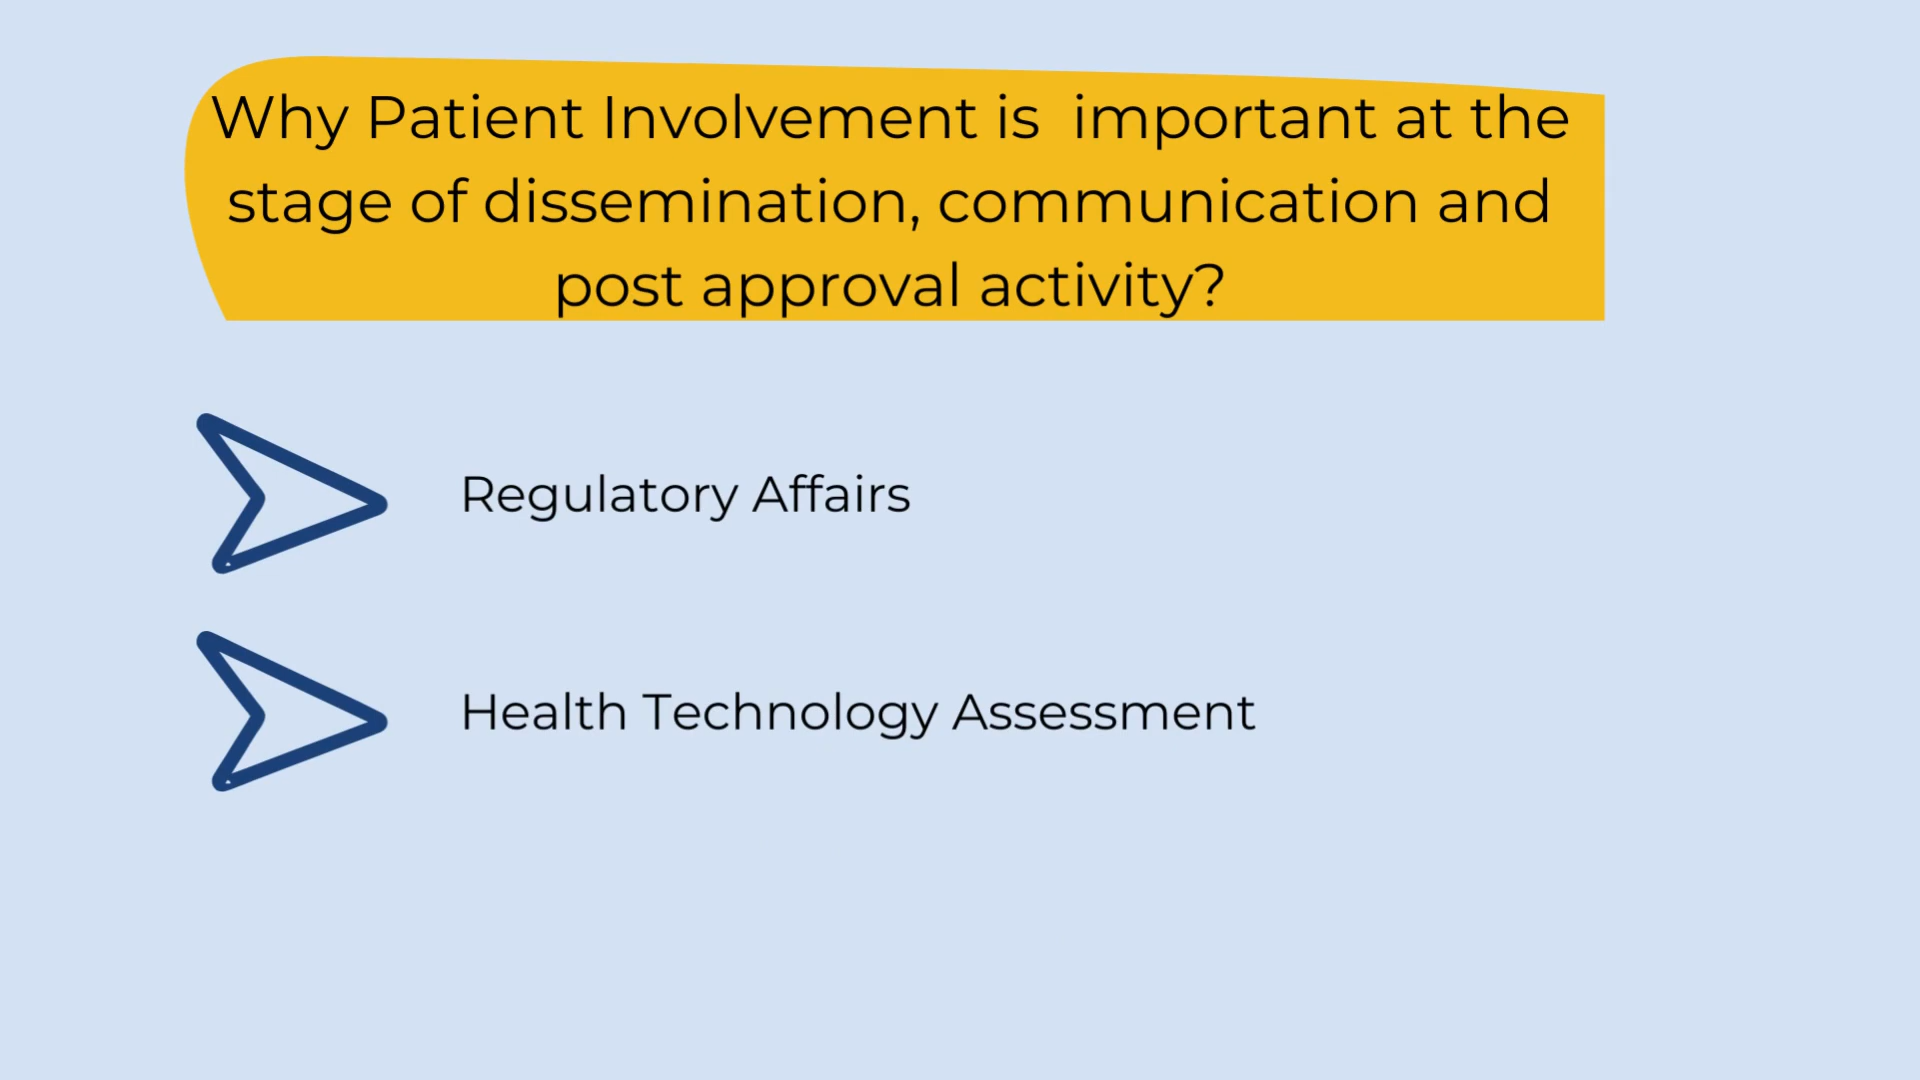 Why Patient Involvement is  important at the
stage of dissemination, communication and
post approval activity?
Regulatory Affairs
Health Technology Assessment